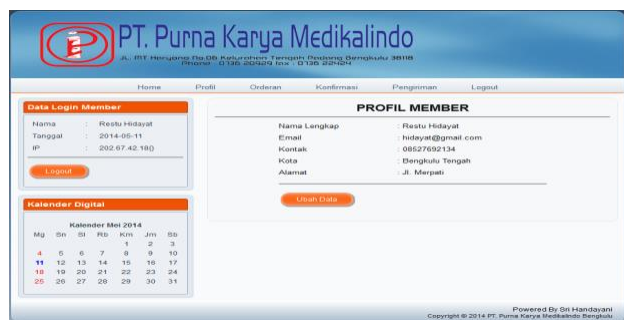 PT. Purna Karya Medikalindo
JL. MT Haryono No.06 Kelurahan Tengah Padang Bengkulu 38118
Phone : 0736 20929 fax : 0736 22424
Home Profil Orderan Konfirmasi Pengiriman Logout
Data Login Member
Nama : Restu Hidayat
Tanggal : 2014-05-11
IP : 202.67.42.18()
Logout
Kalender Digital
Kalender Mei 2014
Mg Sn Sl Rb Km Jm Sb
1 2 3
4 5 6 7 8 9 10
11 12 13 14 15 16 17
18 19 20 21 22 23 24
25 26 27 28 29 30 31
PROFIL MEMBER
Nama Lengkap : Restu Hidayat
Email : hidayat@gmail.com
Kontak : 08527692134
Kota : Bengkulu Tengah
Alamat : Jl. Merpati
Ubah Data
Powered By Sri Handayani
Copyright © 2014 PT. Purna Karya Medikalindo Bengkulu